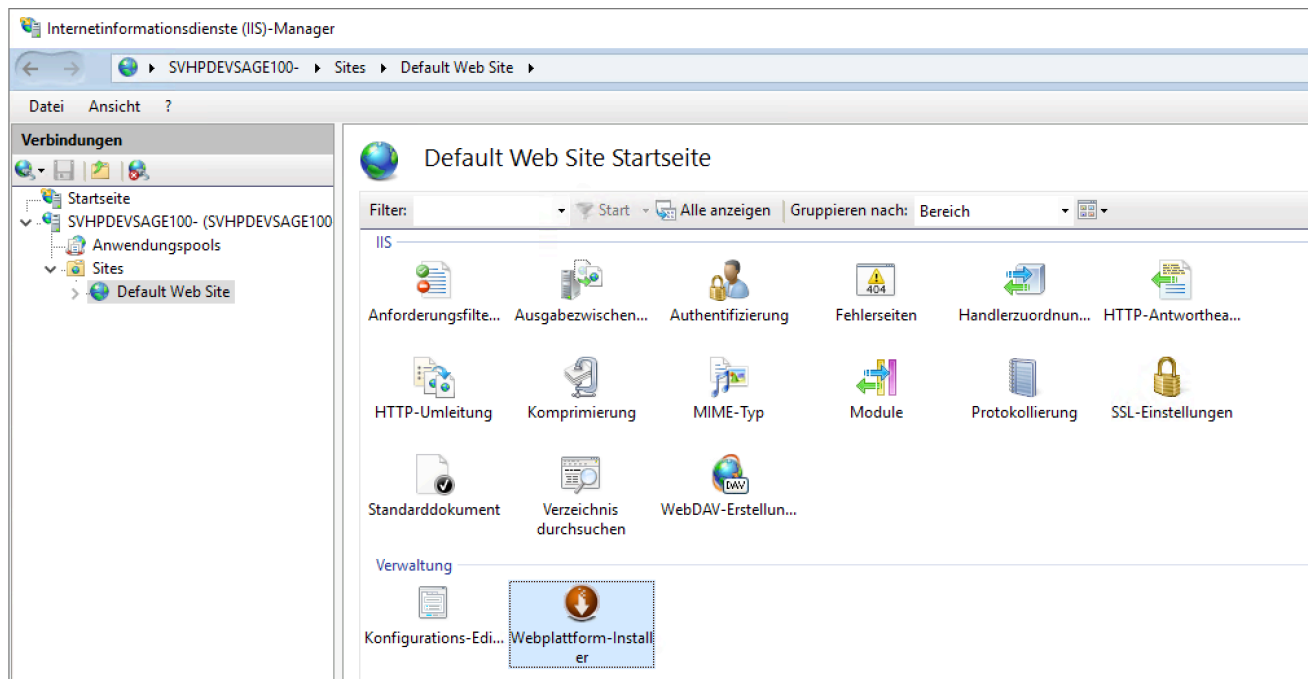 Internetinformationsdienste (IIS)-Manager
SVHPDEVSAGE100- Sites Default Web Site
Datei Ansicht ?
Verbindungen
Startseite
SVHPDEVSAGE100- (SVHPDEVSAGE100
Anwendungspools
Sites
Default Web Site
Default Web Site Startseite
Filter: Start Alle anzeigen Gruppieren nach: Bereich
IIS
404
Anforderungsfilte... Ausgabezwischen... Authentifizierung Fehlerseiten Handlerzuordnun... HTTP-Antworthea...
HTTP-Umleitung Komprimierung MIME-Typ Module Protokollierung SSL-Einstellungen
DAV
Standarddokument Verzeichnis WebDAV-Erstellun...
durchsuchen
Verwaltung
Konfigurations-Edi... Webplattform-Install
er